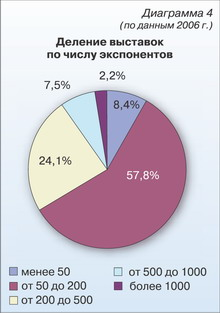 Диаграмма 4
(по данным 2006 г.)
Деление выставок
по числу экспонентов
2,2%
7,5%
8,4%
24,1%
57,8%
менее 50
от 50 до 200
от 200 до 500
от 500 до 1000
более 1000